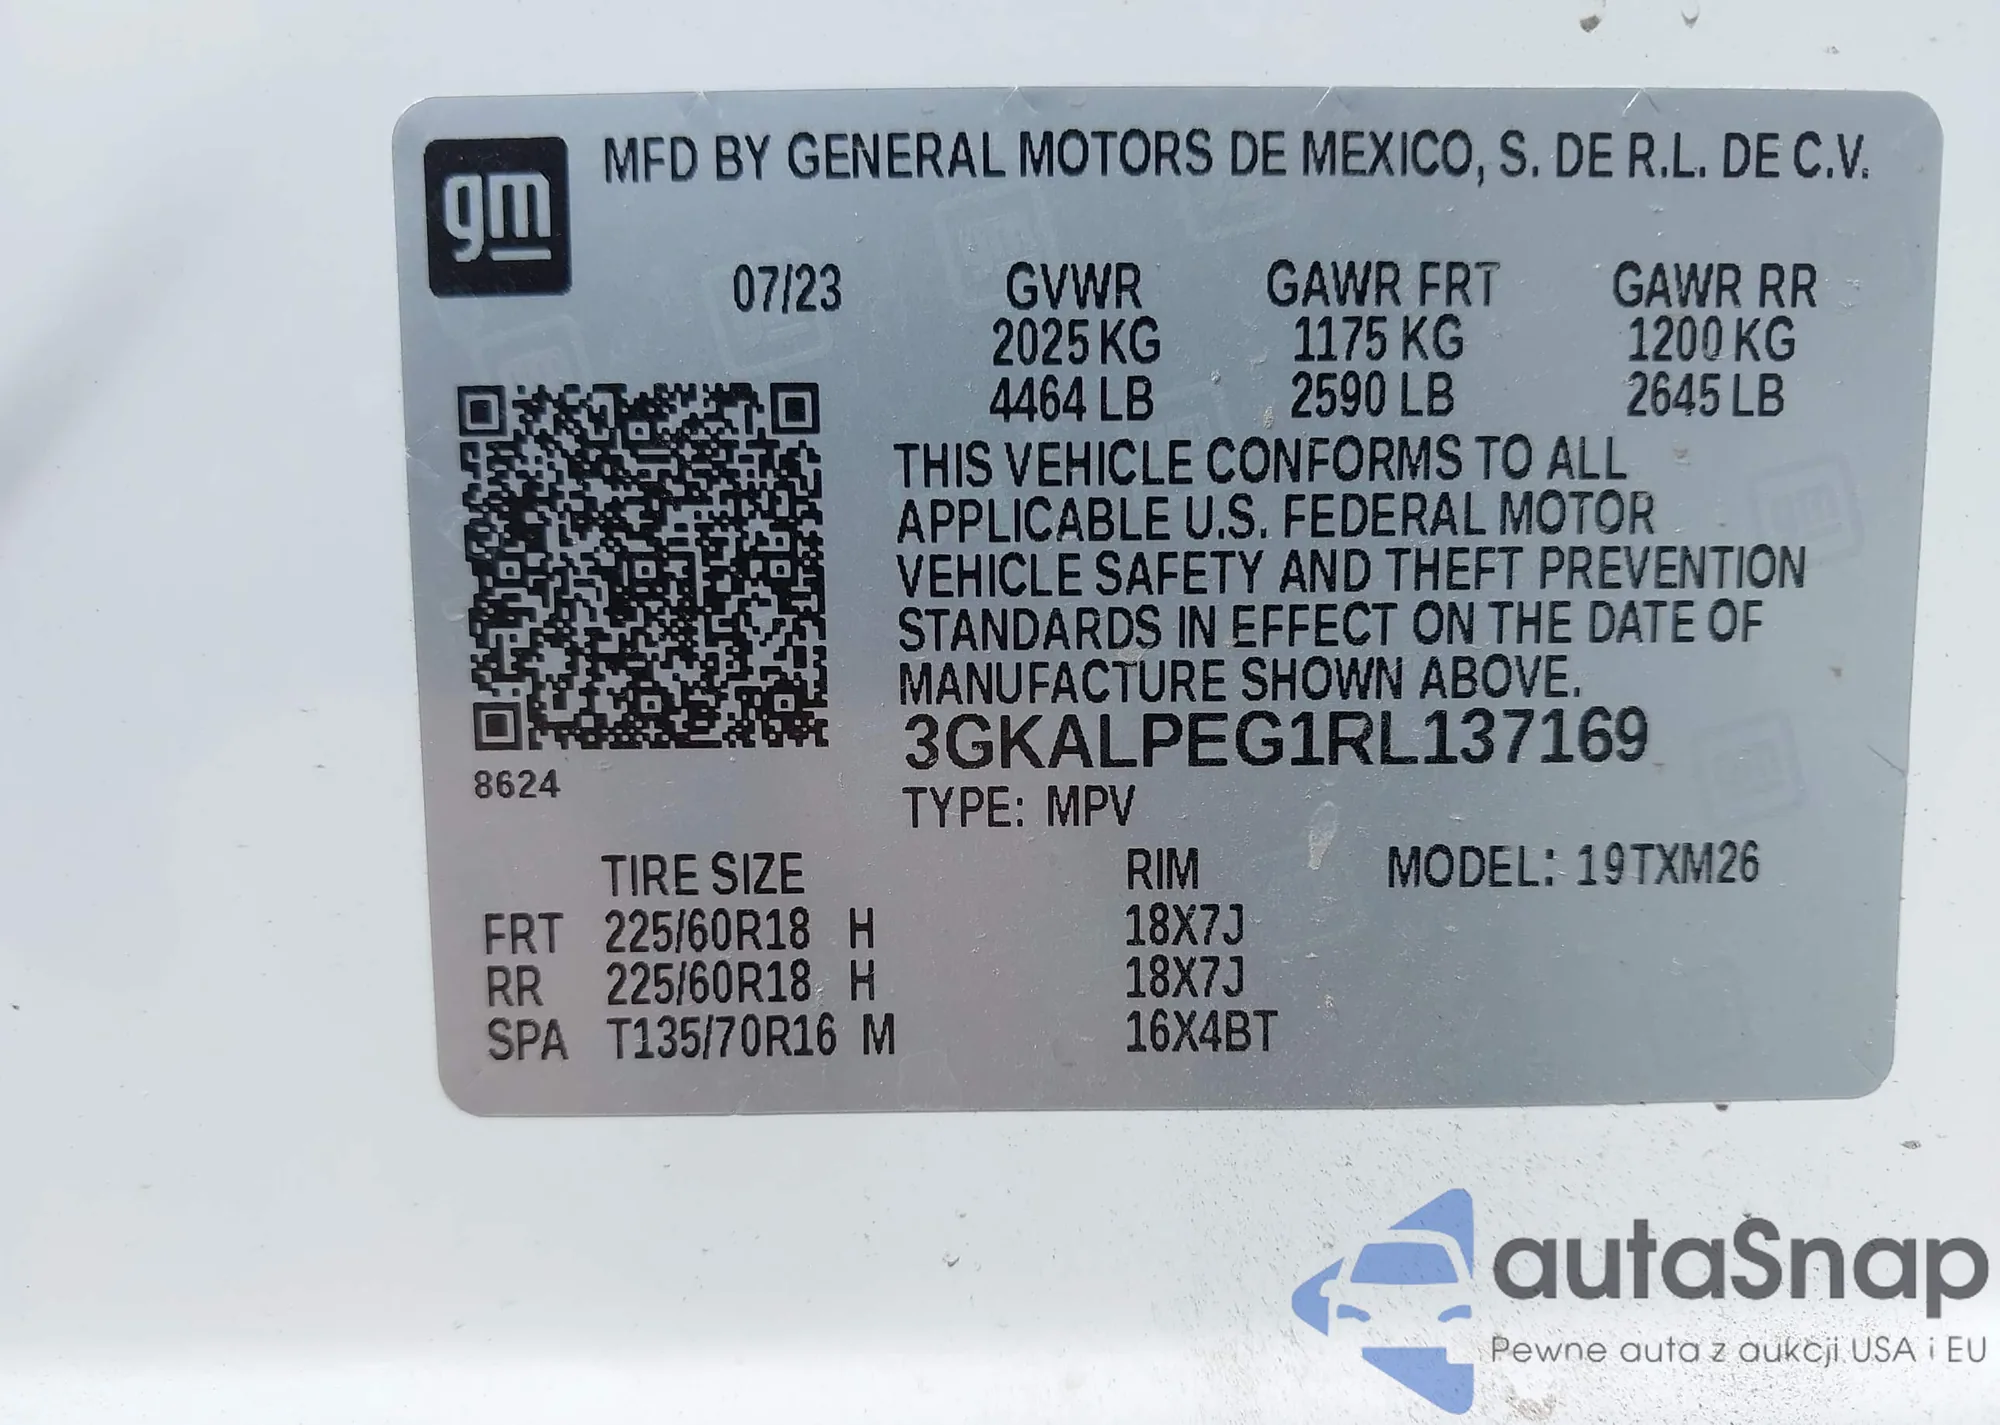 gm
MFD BY GENERAL MOTORS DE MEXICO, S. DE R.L. DE C.V.
07/23 GVWR GAWR FRT GAWR RR
2025 KG 1175 KG 1200 KG
4464 LB 2590 LB 2645 LB
THIS VEHICLE CONFORMS TO ALL
APPLICABLE U.S. FEDERAL MOTOR
VEHICLE SAFETY AND THEFT PREVENTION
STANDARDS IN EFFECT ON THE DATE OF
MANUFACTURE SHOWN ABOVE.
3GKALPEG1RL137169
8624
TYPE: MPV
TIRE SIZE RIM MODEL: 19TXM26
FRT 225/60R18 H 18X7J
RR 225/60R18 H 18X7J
SPA T135/70R16 M 16X4BT
autaSnap
Pewne auta z aukcji USA i EU